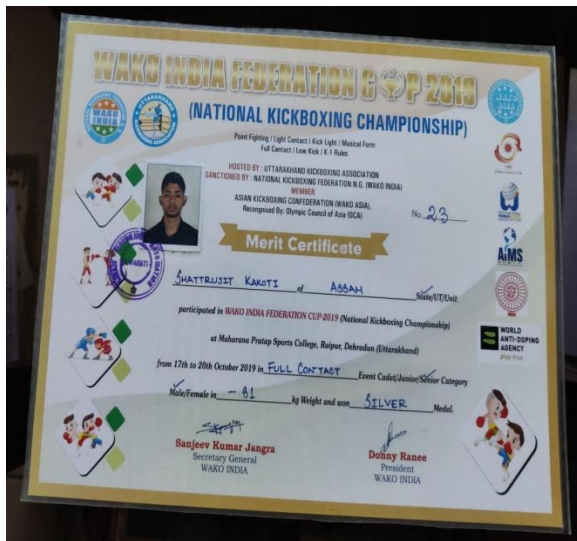 WAKO INDIA FEDERATION CUP 2019
(NATIONAL KICKBOXING CHAMPIONSHIP)
Point Fighting / Light Contact / Kick Light / Musical Form
Full Contact / Low Kick / K-1 Rules
HOSTED BY : UTTARAKHAND KICKBOXING ASSOCIATION
SANCTIONED BY : NATIONAL KICKBOXING FEDERATION N.G. (WAKO INDIA)
MEMBER
ASIAN KICKBOXING CONFEDERATION (WAKO ASIA),
Recongnised By: Olympic Council of Asia (OCA)
No. 23
Merit Certificate
SHATTRUJIT KAKOTI of ASSAM State/UT/Unit
participated in WAKO INDIA FEDERATION CUP-2019 (National Kickboxing Championship)
at Maharana Pratap Sports College, Raipur, Dehradun (Uttarakhand)
from 17th to 20th October 2019 in FULL CONTACT Event Cadet/Junior/Senior Category
Male/Female in - 81 kg Weight and won SILVER Medal.
Sanjeev Kumar Jangra
Secretary General
WAKO INDIA
Donny Ranee
President
WAKO INDIA
WAKO
INDIA
UTTARAKHAND
WAKO
ASIA
AIMS
WORLD
ANTI-DOPING
AGENCY
play true